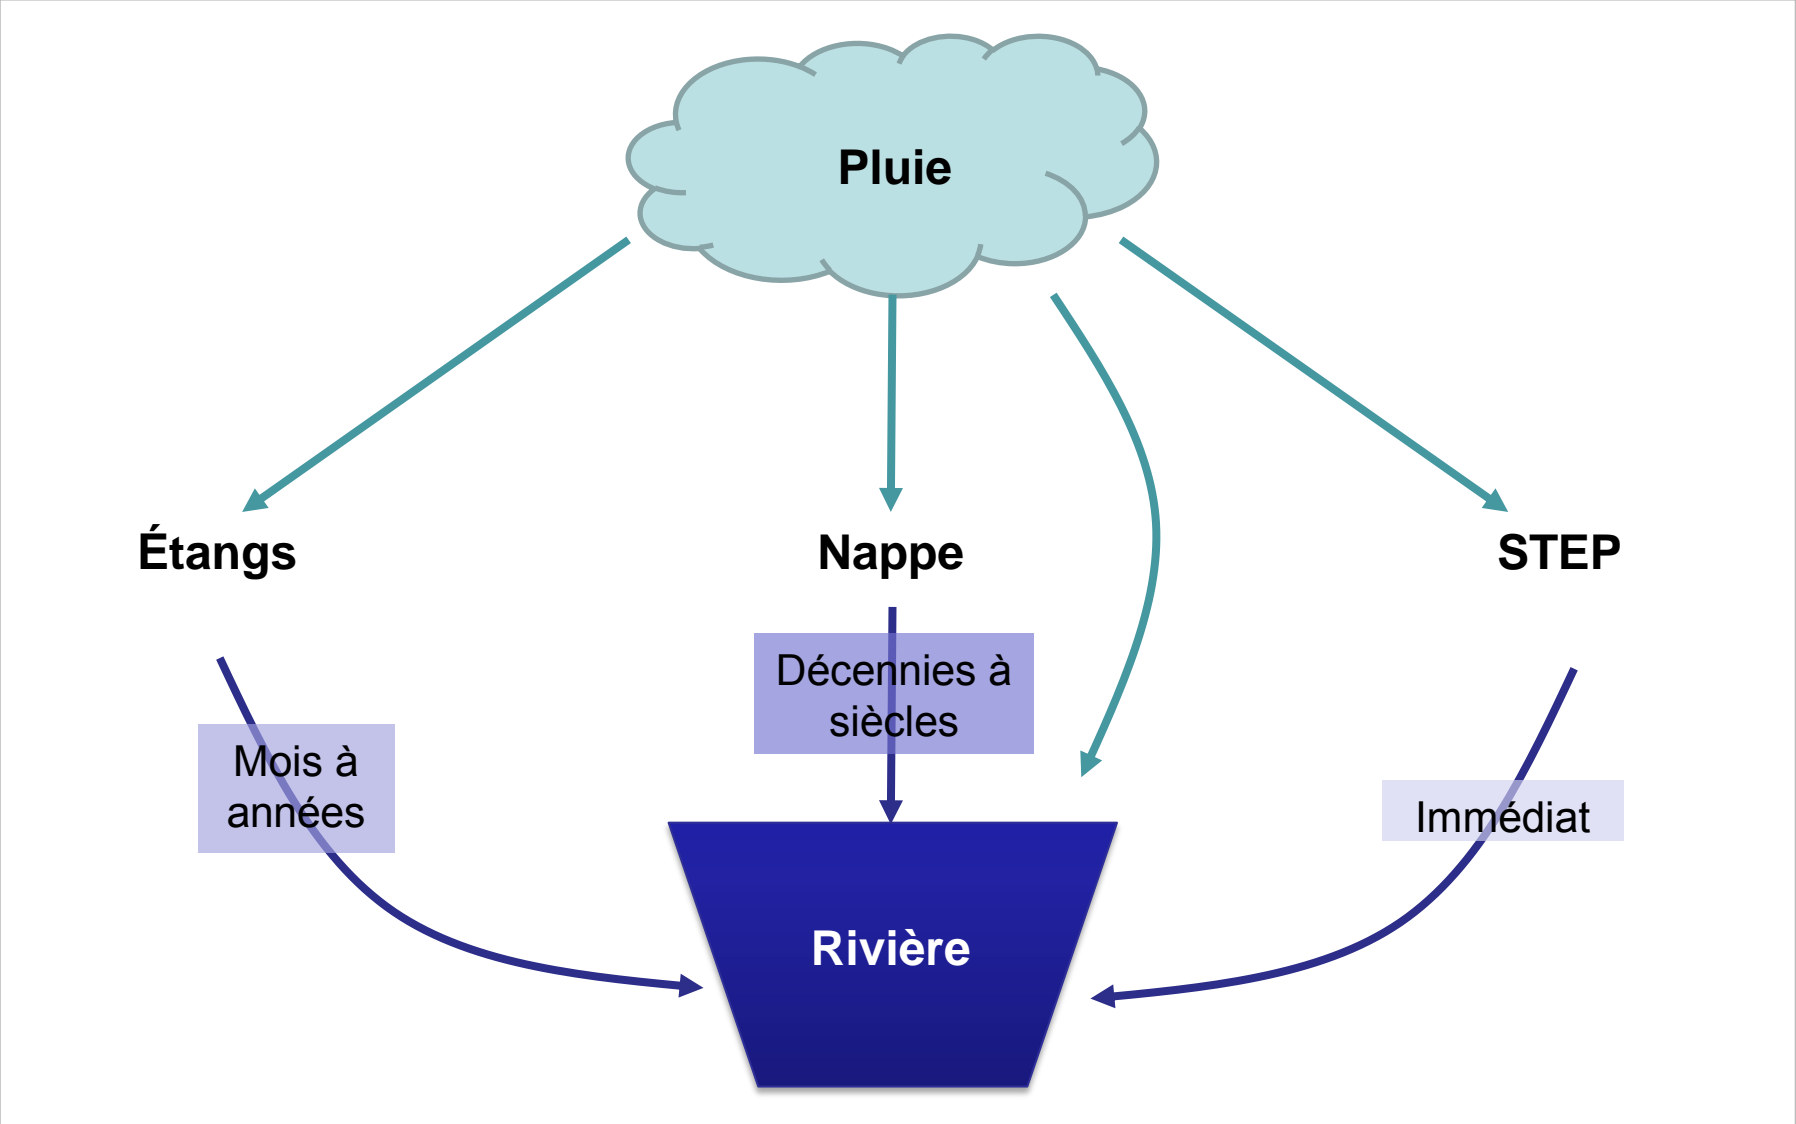 Pluie
Étangs
Nappe
STEP
Décennies à
siècles
Mois à
années
Immédiat
Rivière